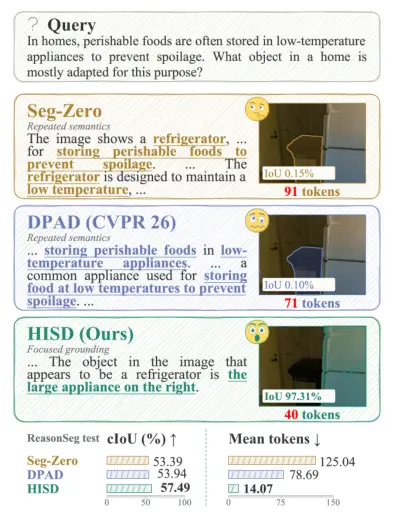 ? Query
In homes, perishable foods are often stored in low-temperature
appliances to prevent spoilage. What object in a home is
mostly adapted for this purpose?
Seg-Zero
Repeated semantics
The image shows a refrigerator, ...
for storing perishable foods to
prevent spoilage. ... The
refrigerator is designed to maintain a
low temperature, ...
IoU 0.15%
91 tokens
DPAD (CVPR 26)
Repeated semantics
... storing perishable foods in low-
temperature appliances. ... a
common appliance used for storing
food at low temperatures to prevent
spoilage. ...
IoU 0.10%
71 tokens
HISD (Ours)
Focused grounding
... The object in the image that
appears to be a refrigerator is the
large appliance on the right.
IoU 97.31%
40 tokens
ReasonSeg test cIoU (%) ↑ Mean tokens ↓
Seg-Zero 53.39 125.04
DPAD 53.94 78.69
HISD 57.49 14.07
0 50 100 0 75 150